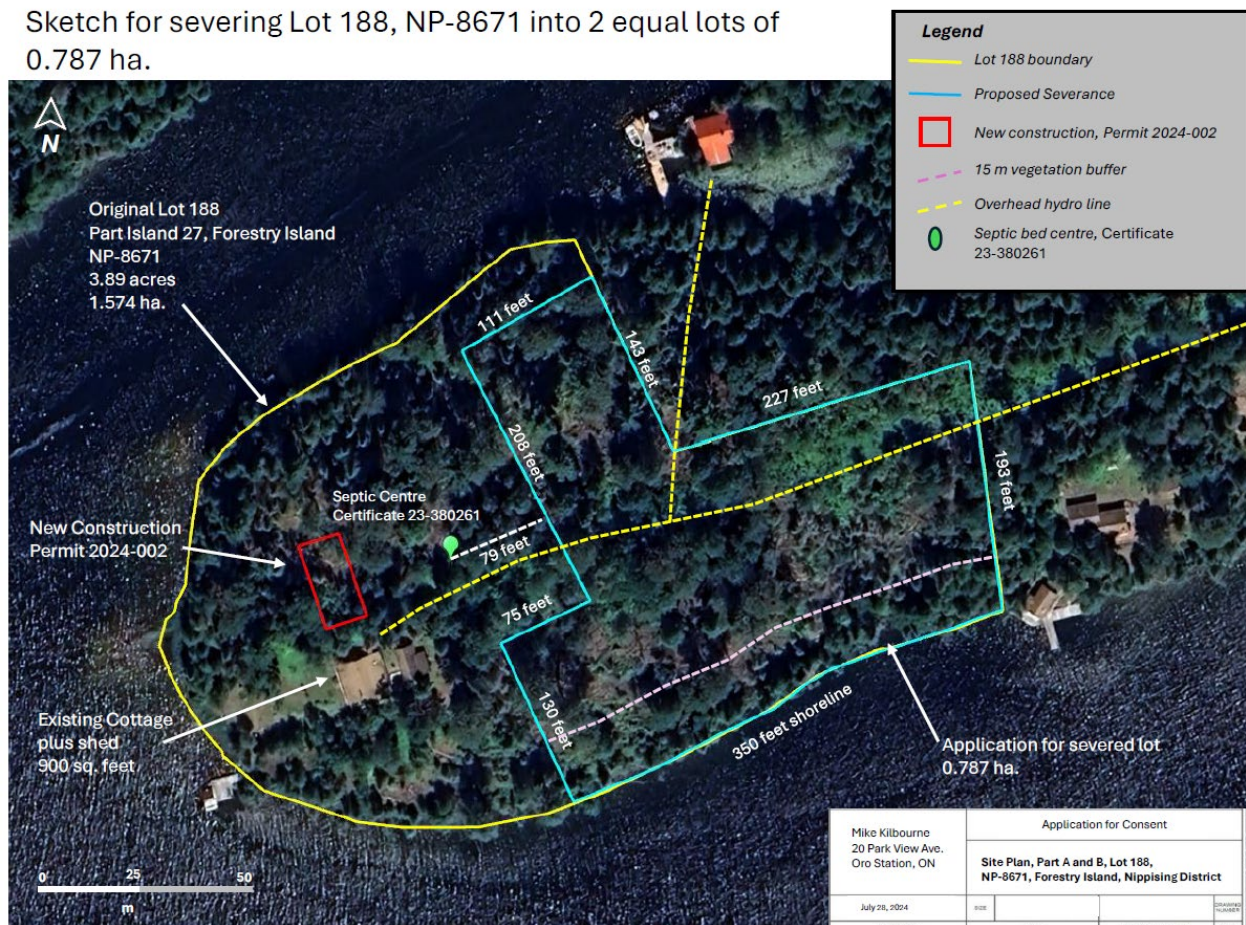 Sketch for severing Lot 188, NP-8671 into 2 equal lots of
0.787 ha.
Legend
Lot 188 boundary
Proposed Severance
New construction, Permit 2024-002
15 m vegetation buffer
Overhead hydro line
Septic bed centre, Certificate
23-380261
N
Original Lot 188
Part Island 27, Forestry Island
NP-8671
3.89 acres
1.574 ha.
111 feet
143 feet
227 feet
208 feet
193 feet
Septic Centre
Certificate 23-380261
New Construction
Permit 2024-002
79 feet
75 feet
130 feet
350 feet shoreline
Existing Cottage
plus shed
900 sq. feet
Application for severed lot
0.787 ha.
0 25 50
m
Mike Kilbourne
20 Park View Ave.
Oro Station, ON
Application for Consent
Site Plan, Part A and B, Lot 188,
NP-8671, Forestry Island, Nippising District
July 28, 2024
SIZE
DRAWING
NUMBER